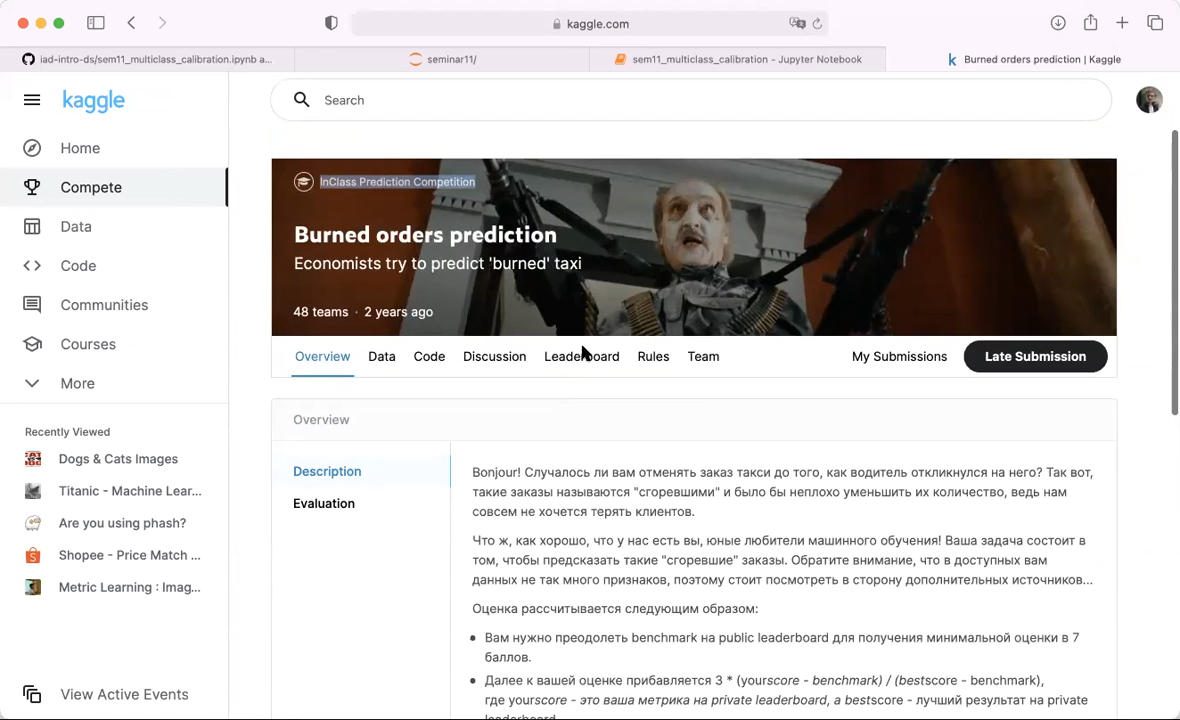 kaggle.com
iad-intro-ds/sem11_multiclass_calibration.ipynb a...
seminar11/
sem11_multiclass_calibration - Jupyter Notebook
Burned orders prediction | Kaggle
kaggle
Search
Home
Compete
Data
Code
Communities
Courses
More
Recently Viewed
Dogs & Cats Images
Titanic - Machine Lear...
Are you using phash?
Shopee - Price Match ...
Metric Learning : Imag...
View Active Events
InClass Prediction Competition
Burned orders prediction
Economists try to predict 'burned' taxi
48 teams · 2 years ago
Overview Data Code Discussion Leaderboard Rules Team My Submissions Late Submission
Overview
Description
Evaluation
Bonjour! Случалось ли вам отменять заказ такси до того, как водитель откликнулся на него? Так вот,
такие заказы называются "сгоревшими" и было бы неплохо уменьшить их количество, ведь нам
совсем не хочется терять клиентов.
Что ж, как хорошо, что у нас есть вы, юные любители машинного обучения! Ваша задача состоит в
том, чтобы предсказать такие "сгоревшие" заказы. Обратите внимание, что в доступных вам
данных не так много признаков, поэтому стоит посмотреть в сторону дополнительных источников...
Оценка рассчитывается следующим образом:
• Вам нужно преодолеть benchmark на public leaderboard для получения минимальной оценки в 7
баллов.
• Далее к вашей оценке прибавляется 3 * (yourscore - benchmark) / (bestscore - benchmark),
где yourscore - это ваша метрика на private leaderboard, а bestscore - лучший результат на private
leaderboard.